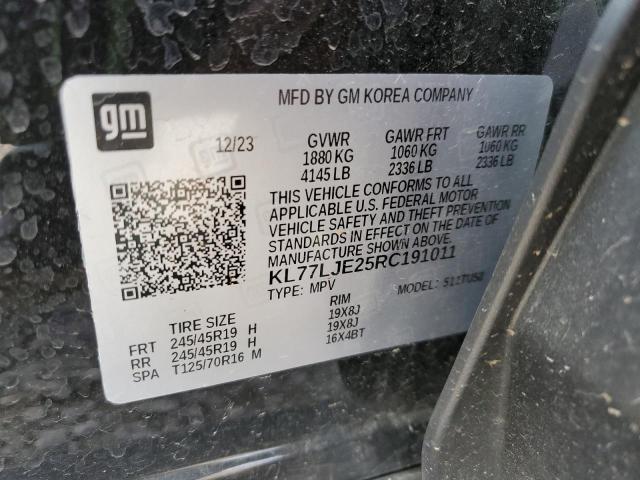 gm
MFD BY GM KOREA COMPANY
12/23
GVWR GAWR FRT GAWR RR
1880 KG 1060 KG 1060 KG
4145 LB 2336 LB 2336 LB
THIS VEHICLE CONFORMS TO ALL
APPLICABLE U.S. FEDERAL MOTOR
VEHICLE SAFETY AND THEFT PREVENTION
STANDARDS IN EFFECT ON THE DATE
OF MANUFACTURE SHOWN ABOVE.
KL77LJE25RC191011
TYPE: MPV MODEL:
TIRE SIZE RIM
FRT 245/45R19 H 19X8J
RR 245/45R19 H 19X8J
SPA T125/70R16 M 16X4BT